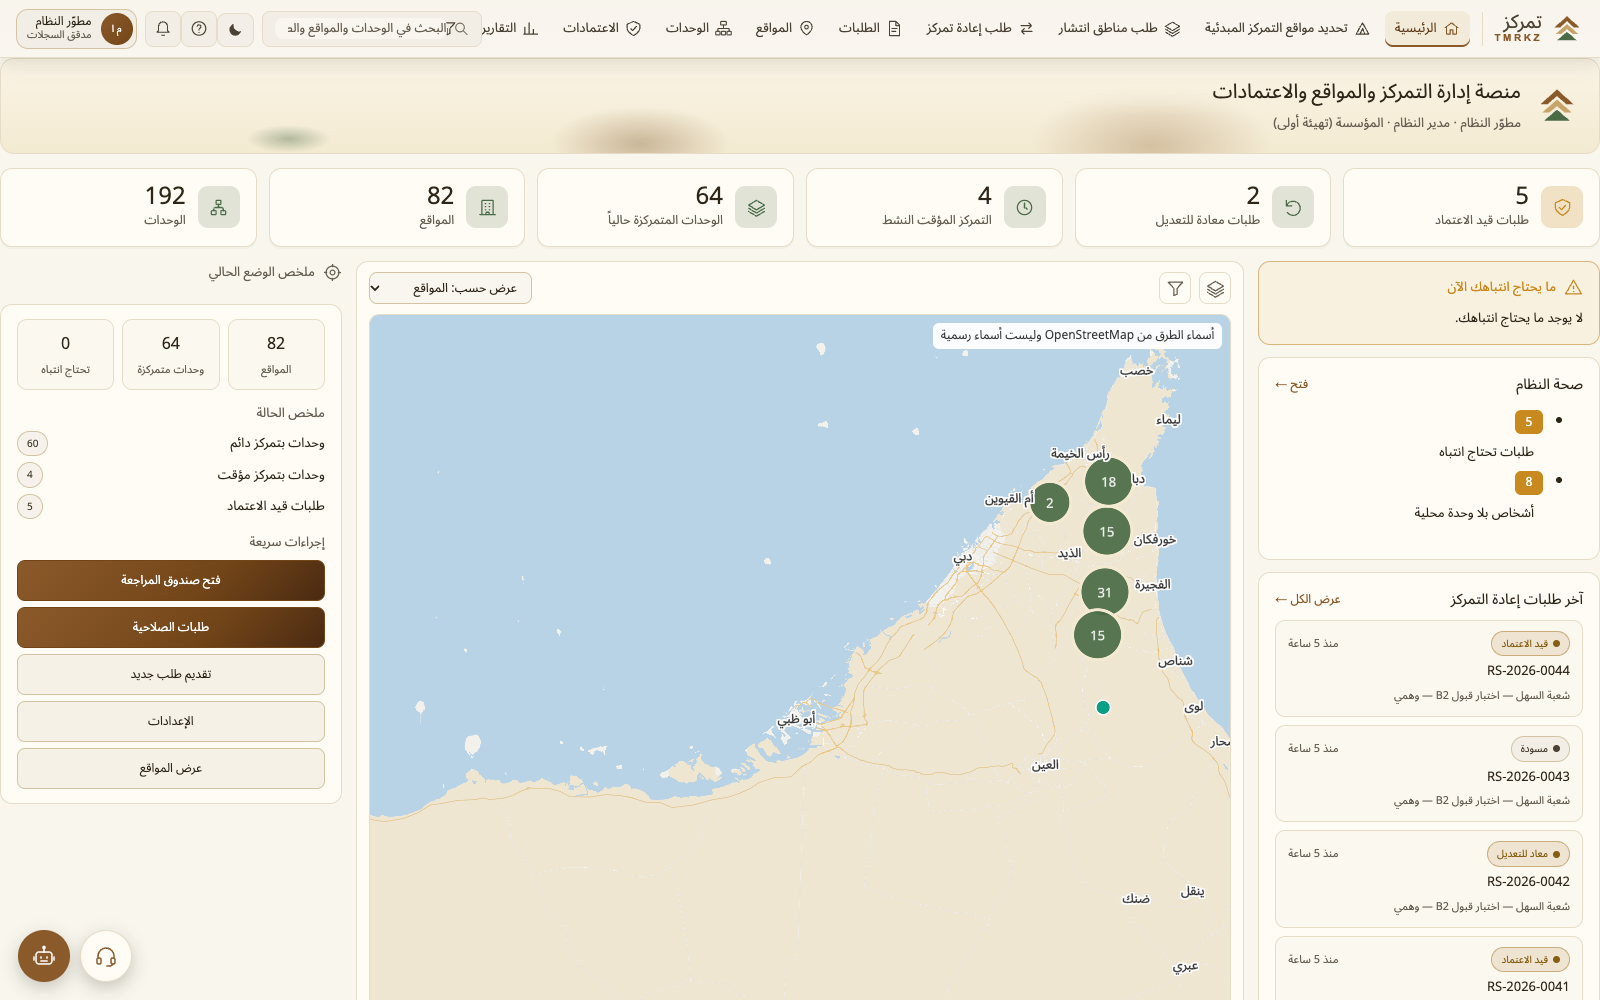 تمركز
TMRKZ
الرئيسية
تحديد مواقع التمركز المبدئية
طلب مناطق انتشار
طلب إعادة تمركز
الطلبات
المواقع
الوحدات
الاعتمادات
التقارير
البحث في الوحدات والمواقع والم
م ا
مطوّر النظام
مدقق السجلات
منصة إدارة التمركز والمواقع والاعتمادات
مطوّر النظام · مدير النظام · المؤسسة (تهيئة أولى)
5
طلبات قيد الاعتماد
2
طلبات معادة للتعديل
4
التمركز المؤقت النشط
64
الوحدات المتمركزة حالياً
82
المواقع
192
الوحدات
ما يحتاج انتباهك الآن
لا يوجد ما يحتاج انتباهك.
صحة النظام
فتح ←
5
طلبات تحتاج انتباه
8
أشخاص بلا وحدة محلية
آخر طلبات إعادة التمركز
عرض الكل ←
قيد الاعتماد
منذ 5 ساعة
RS-2026-0044
شعبة السهل — اختبار قبول B2 — وهمي
مسودة
منذ 5 ساعة
RS-2026-0043
شعبة السهل — اختبار قبول B2 — وهمي
معاد للتعديل
منذ 5 ساعة
RS-2026-0042
شعبة السهل — اختبار قبول B2 — وهمي
قيد الاعتماد
منذ 5 ساعة
RS-2026-0041
عرض حسب: المواقع
أسماء الطرق من OpenStreetMap وليست أسماء رسمية
خصب
ليماء
رأس الخيمة
18
دبا
أم القيوين
2
15
خورفكان
الذيد
دبي
31
الفجيرة
15
شناص
لوى
أبو ظبي
صحار
العين
ينقل
ضنك
عبري
ملخص الوضع الحالي
82
المواقع
64
وحدات متمركزة
0
تحتاج انتباه
ملخص الحالة
وحدات بتمركز دائم
60
وحدات بتمركز مؤقت
4
طلبات قيد الاعتماد
5
إجراءات سريعة
فتح صندوق المراجعة
طلبات الصلاحية
تقديم طلب جديد
الإعدادات
عرض المواقع